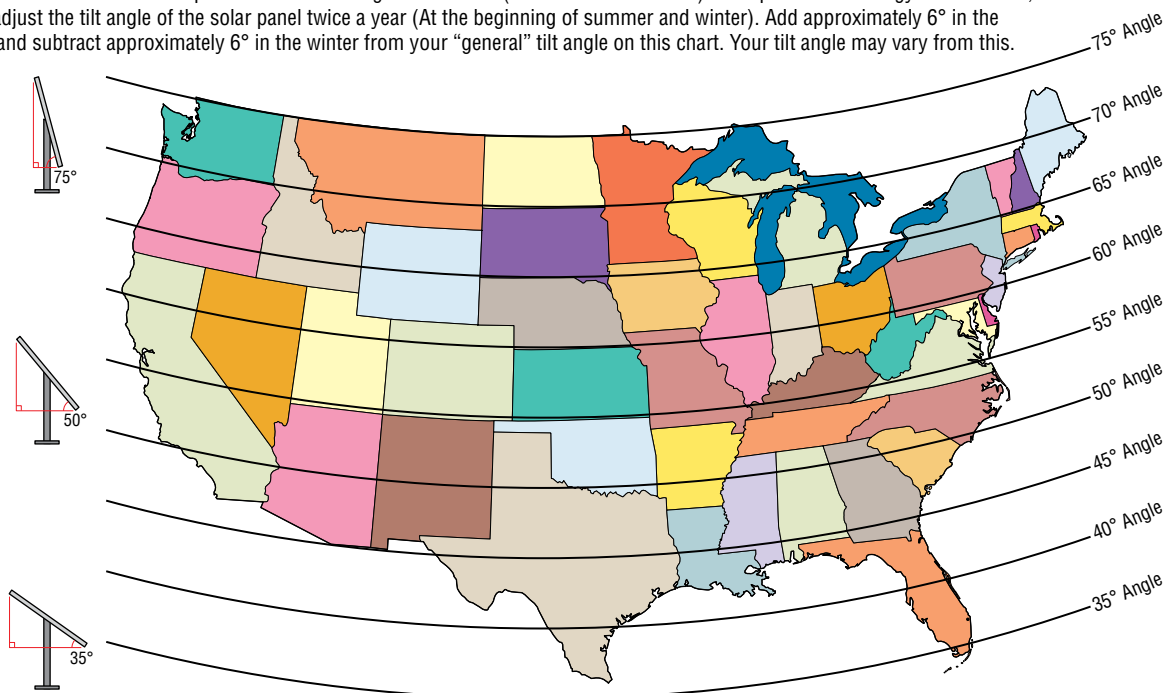 adjust the tilt angle of the solar panel twice a year (At the beginning of summer and winter). Add approximately 6° in the
and subtract approximately 6° in the winter from your “general” tilt angle on this chart. Your tilt angle may vary from this.
75° Angle
70° Angle
65° Angle
60° Angle
55° Angle
50° Angle
45° Angle
40° Angle
35° Angle
75°
50°
35°